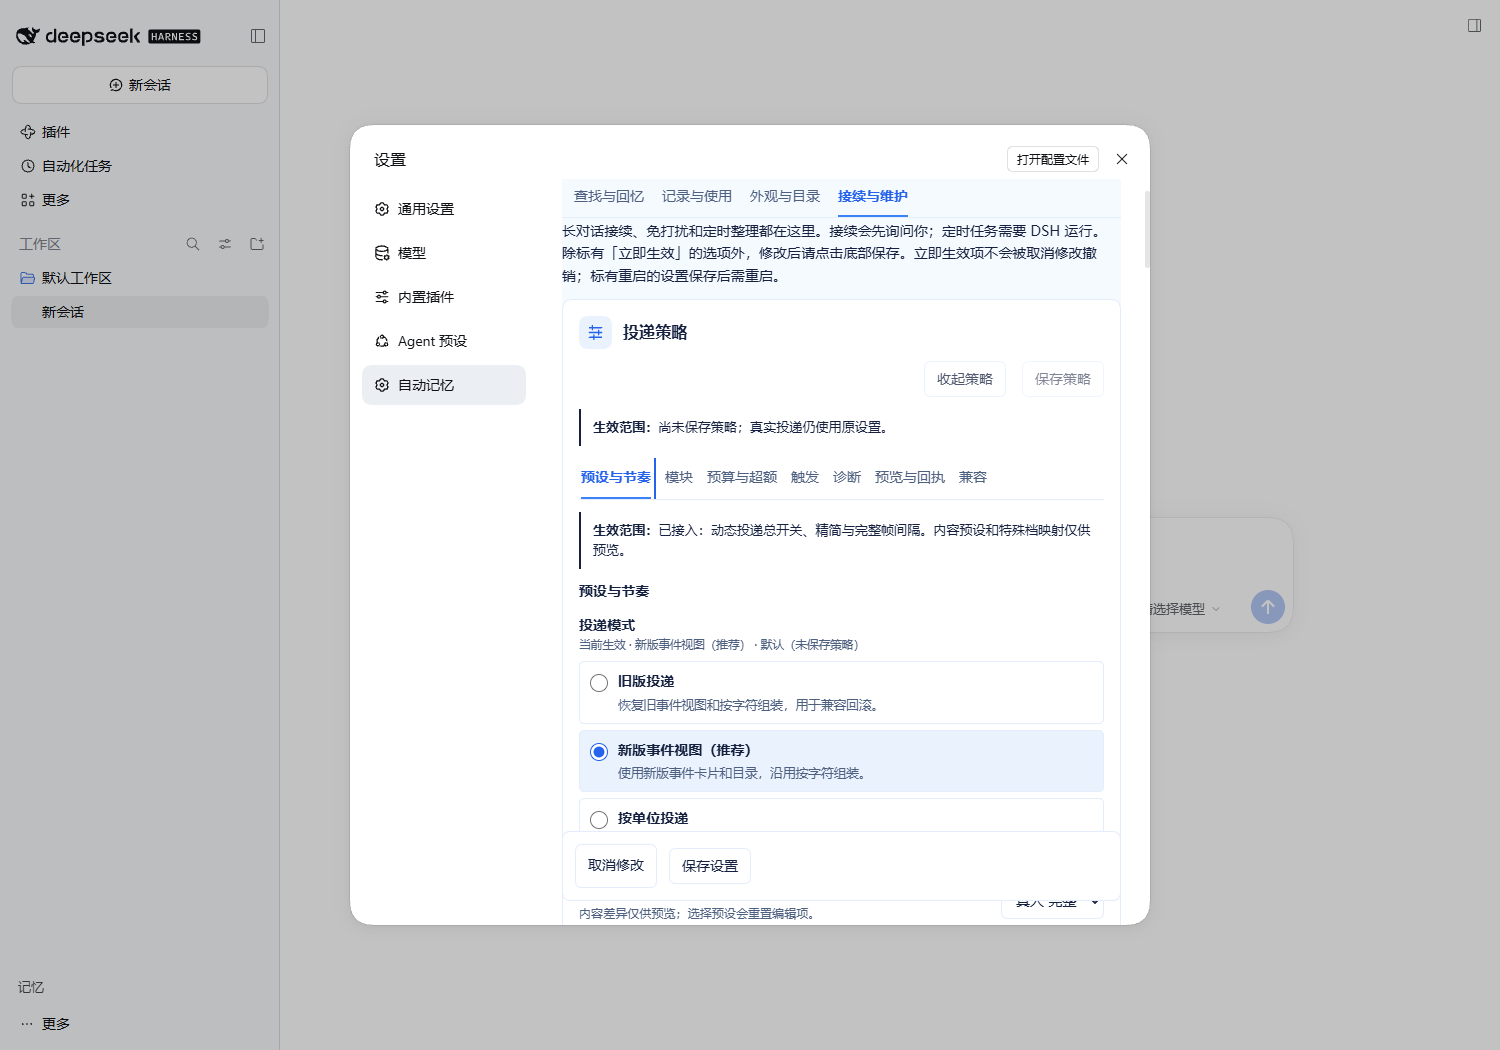 deepseek HARNESS
新会话
插件
自动化任务
更多
工作区
默认工作区
新会话
记忆
··· 更多
设置
打开配置文件
通用设置
模型
内置插件
Agent 预设
自动记忆
查找与回忆 记录与使用 外观与目录 接续与维护
长对话接续、免打扰和定时整理都在这里。接续会先询问你；定时任务需要 DSH 运行。
除标有「立即生效」的选项外，修改后请点击底部保存。立即生效项不会被取消修改撤
销；标有重启的设置保存后需重启。
投递策略
收起策略 保存策略
生效范围：尚未保存策略；真实投递仍使用原设置。
预设与节奏 模块 预算与超额 触发 诊断 预览与回执 兼容
生效范围：已接入：动态投递总开关、精简与完整帧间隔。内容预设和特殊档映射仅供
预览。
预设与节奏
投递模式
当前生效 · 新版事件视图（推荐） · 默认（未保存策略）
旧版投递
恢复旧事件视图和按字符组装，用于兼容回滚。
新版事件视图（推荐）
使用新版事件卡片和目录，沿用按字符组装。
按单位投递
取消修改 保存设置
内容差异仅供预览；选择预设会重置编辑项。
真人 完整
选择模型